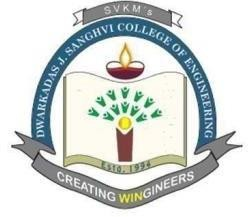 SVKM's
DWARKADAS J. SANGHVI COLLEGE OF ENGINEERING
ESTD. 1994
CREATING WINGINEERS